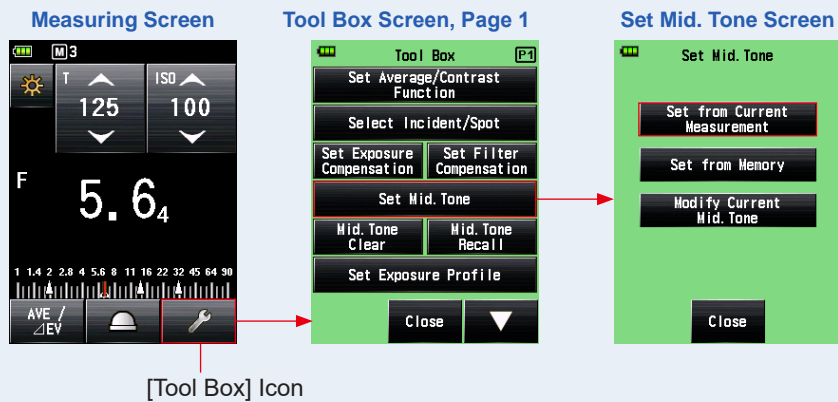 Measuring Screen
M 3
T
125
ISO
100
F 5.6 4
1 1.4 2 2.8 4 5.6 8 11 16 22 32 45 64 90
AVE /
⊿EV
[Tool Box] Icon
Tool Box Screen, Page 1
Tool Box P1
Set Average/Contrast
Function
Select Incident/Spot
Set Exposure
Compensation
Set Filter
Compensation
Set Mid.Tone
Mid.Tone
Clear
Mid.Tone
Recall
Set Exposure Profile
Close
Set Mid. Tone Screen
Set Mid.Tone
Set from Current
Measurement
Set from Memory
Modify Current
Mid.Tone
Close